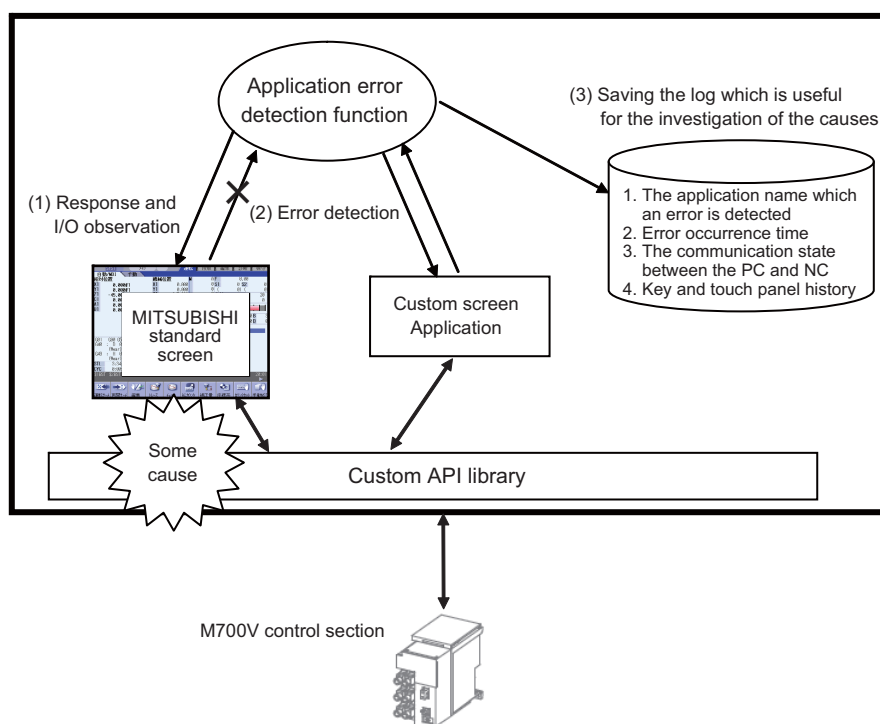 Application error
detection function
(3) Saving the log which is useful
for the investigation of the causes
1. The application name which
an error is detected
2. Error occurrence time
3. The communication state
between the PC and NC
4. Key and touch panel history
(1) Response and
I/O observation
(2) Error detection
MITSUBISHI
standard
screen
Custom screen
Application
Some
cause
Custom API library
M700V control section